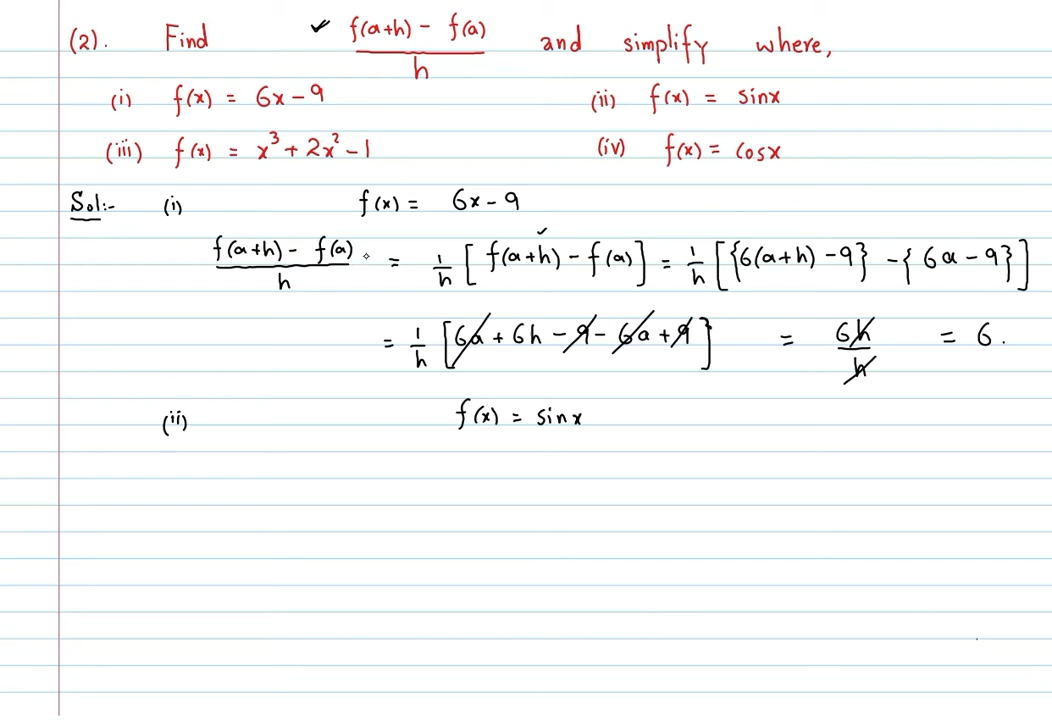 (2). Find ✓ f(a+h) - f(a) / h and simplify where,
(i) f(x) = 6x - 9 (ii) f(x) = sinx
(iii) f(x) = x³ + 2x² - 1 (iv) f(x) = cosx
Sol:- (i) f(x) = 6x - 9
f(a+h) - f(a) / h = 1/h [ f(a+h) - f(a) ] = 1/h [ {6(a+h) - 9} - { 6a - 9} ]
= 1/h [ 6a + 6h - 9 - 6a + 9 ] = 6h / h = 6.
(ii) f(x) = sinx